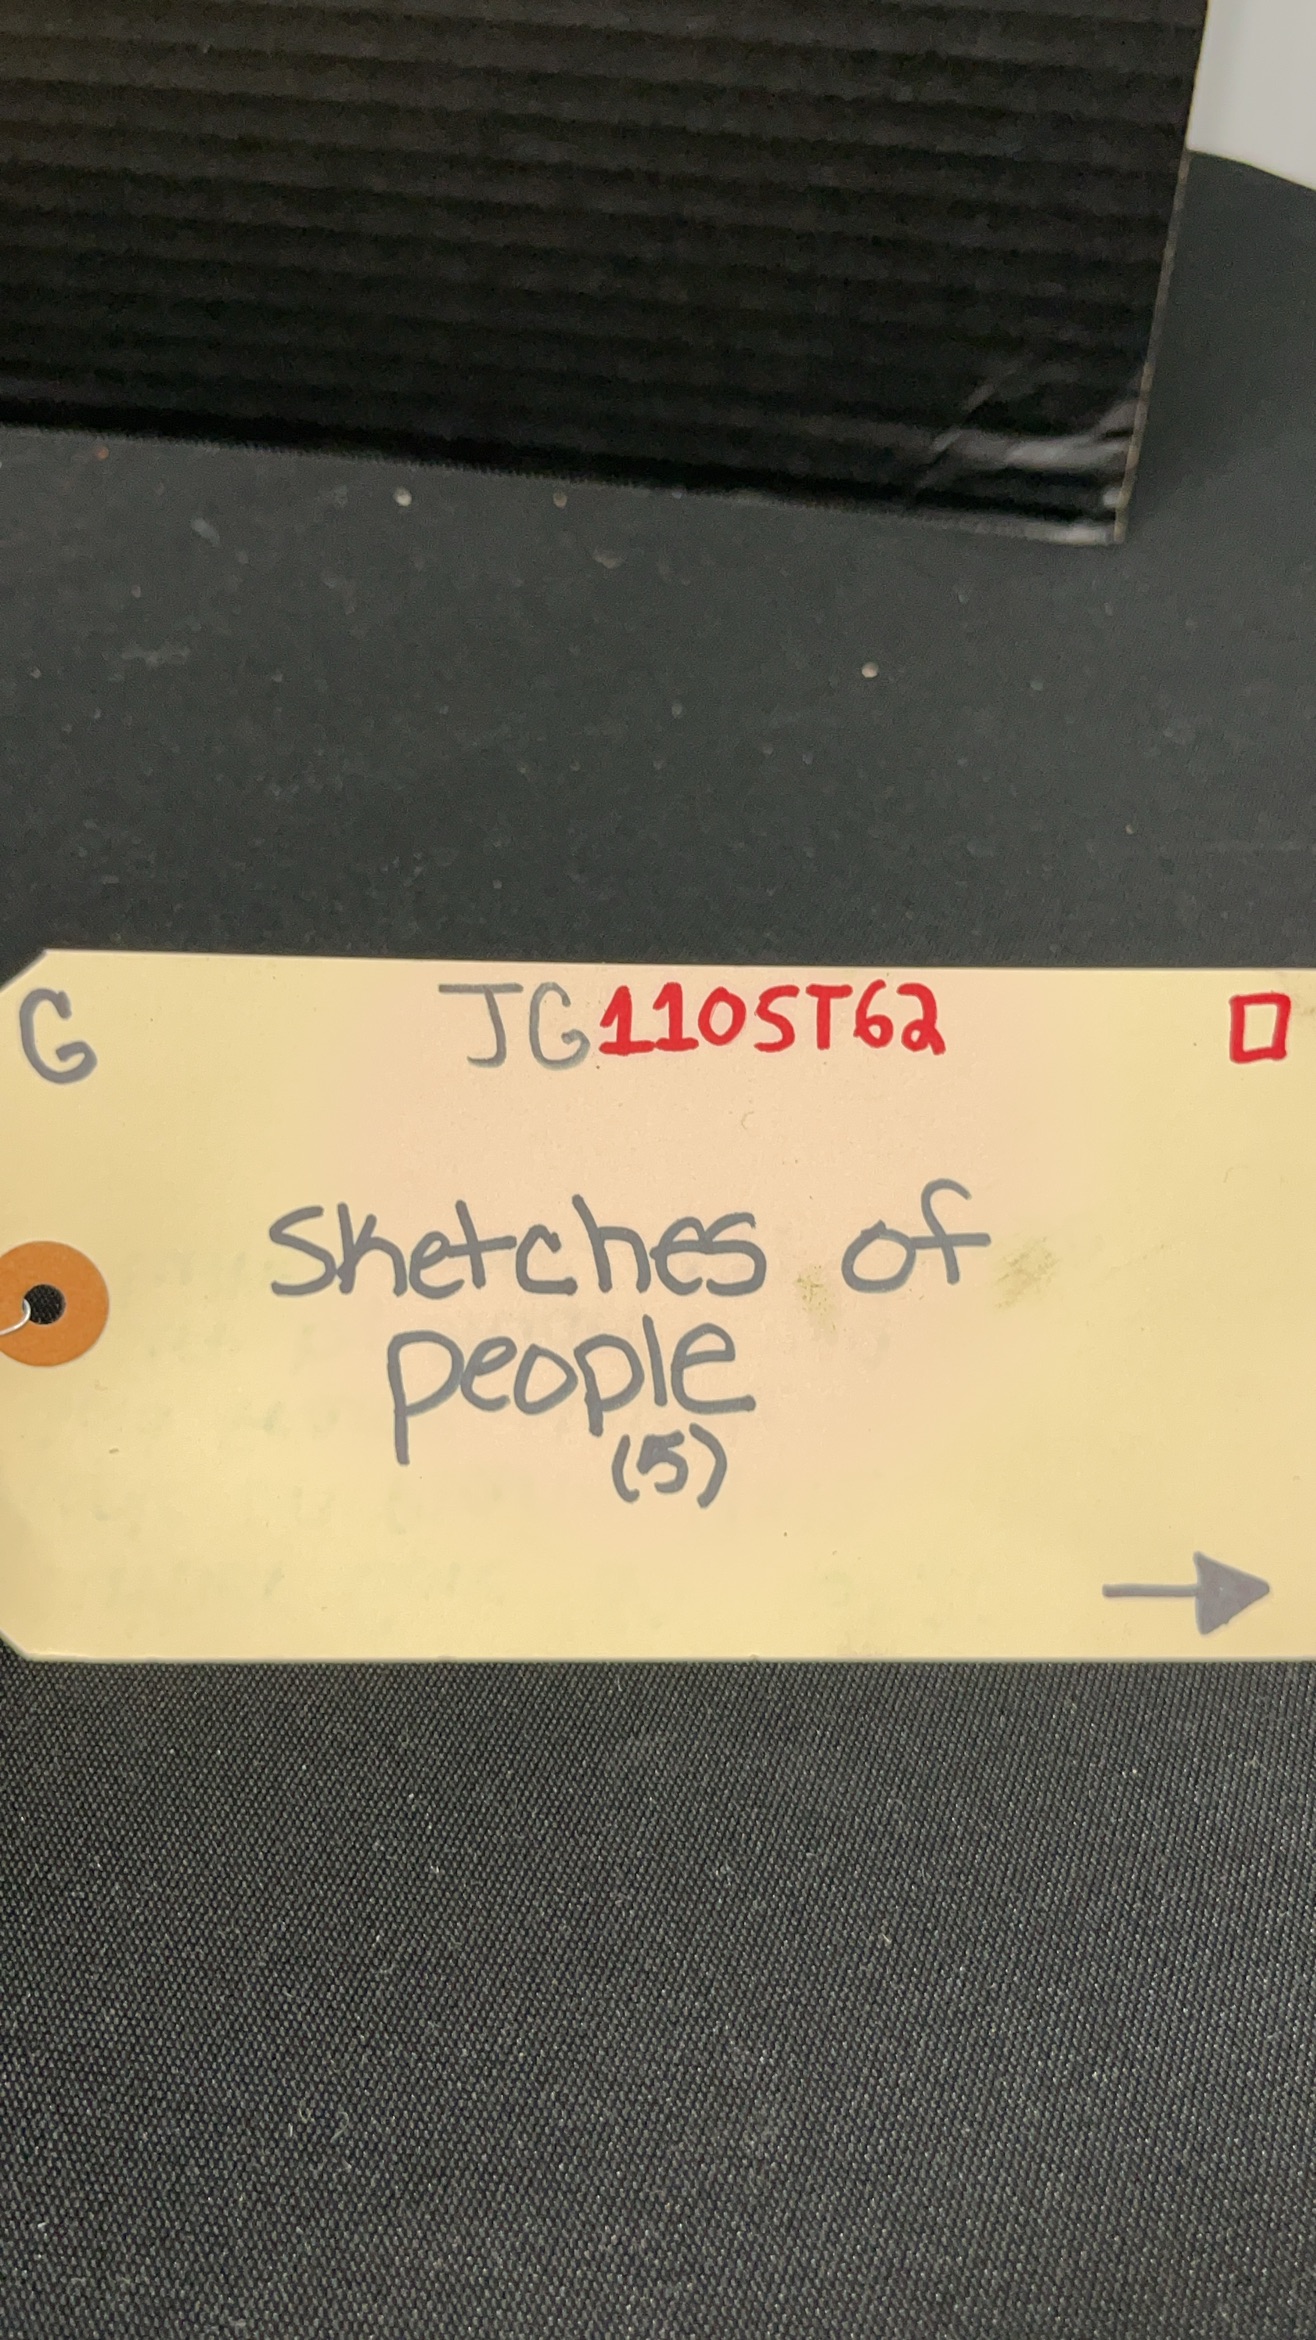 G JG1105T62
Sketches of
people
(5)